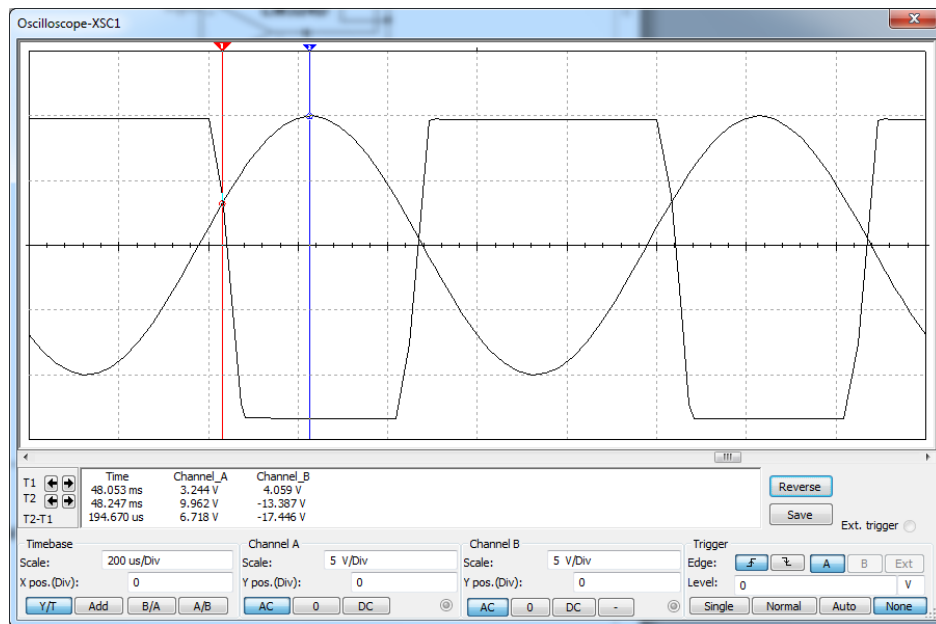 Oscilloscope-XSC1
T1
T2
T2-T1
Time Channel_A Channel_B
48.053 ms 3.244 V 4.059 V
48.247 ms 9.962 V -13.387 V
194.670 us 6.718 V -17.446 V
Reverse
Save
Ext. trigger
Timebase
Scale: 200 us/Div
X pos.(Div): 0
Y/T Add B/A A/B
Channel A
Scale: 5 V/Div
Y pos.(Div): 0
AC 0 DC
Channel B
Scale: 5 V/Div
Y pos.(Div): 0
AC 0 DC -
Trigger
Edge: A B Ext
Level: 0 V
Single Normal Auto None